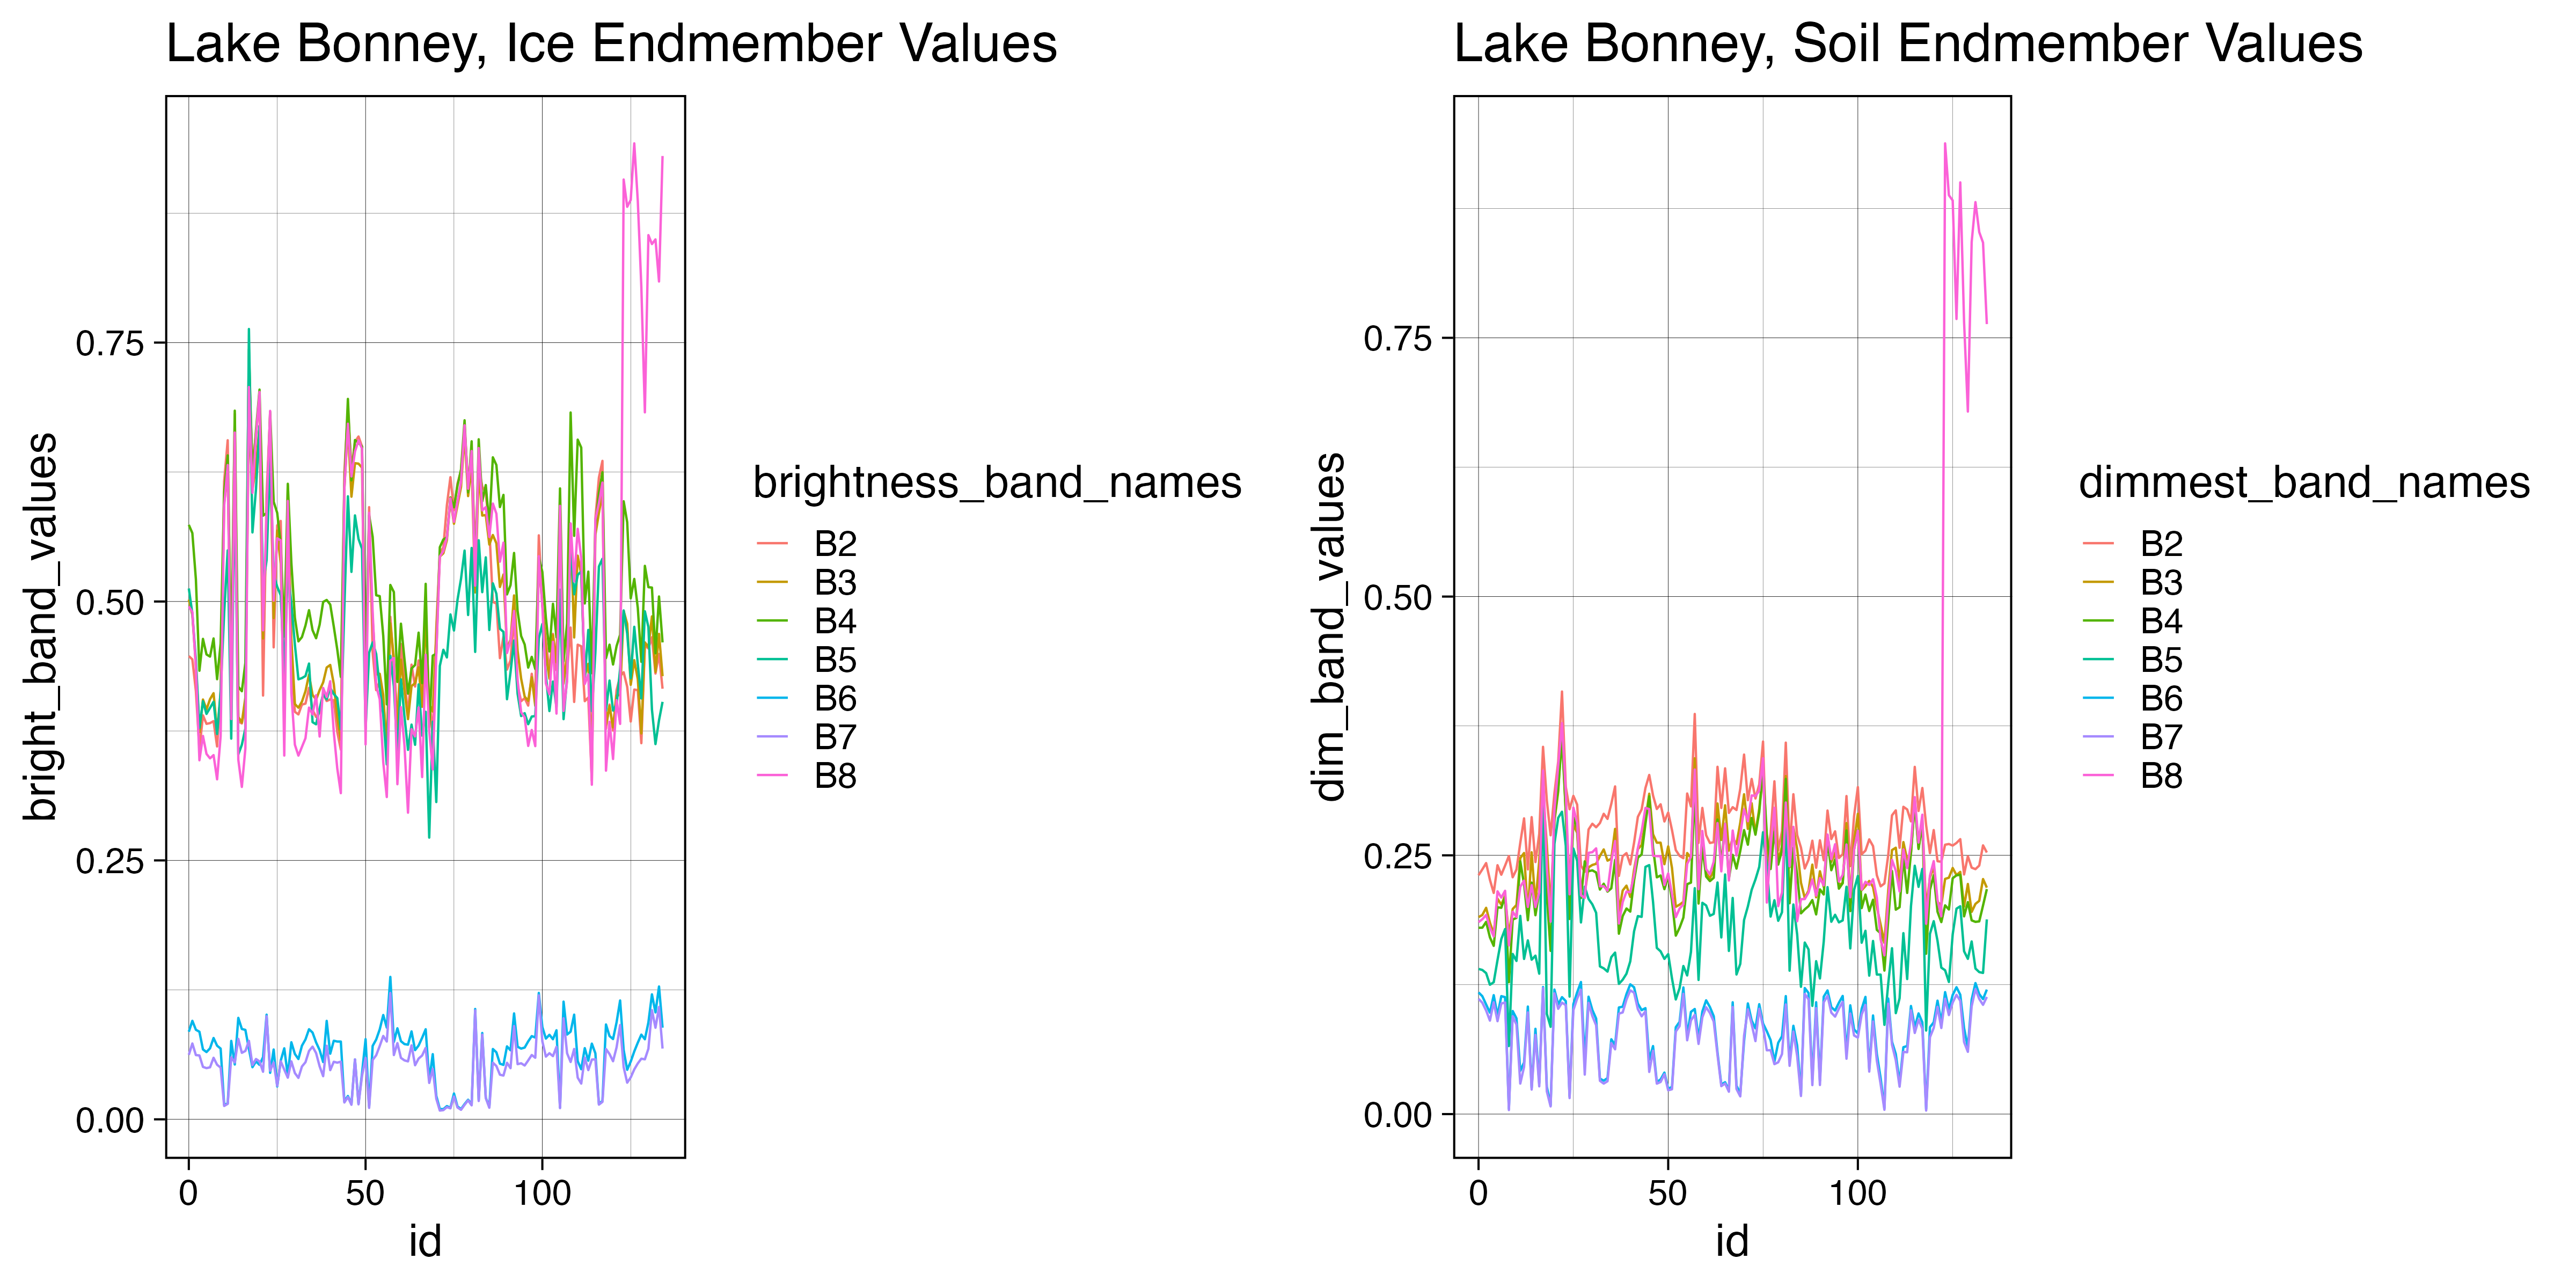 Lake Bonney, Ice Endmember Values
bright_band_values
0.75
0.50
0.25
0.00
0 50 100
id
brightness_band_names
B2
B3
B4
B5
B6
B7
B8
Lake Bonney, Soil Endmember Values
dim_band_values
0.75
0.50
0.25
0.00
0 50 100
id
dimmest_band_names
B2
B3
B4
B5
B6
B7
B8